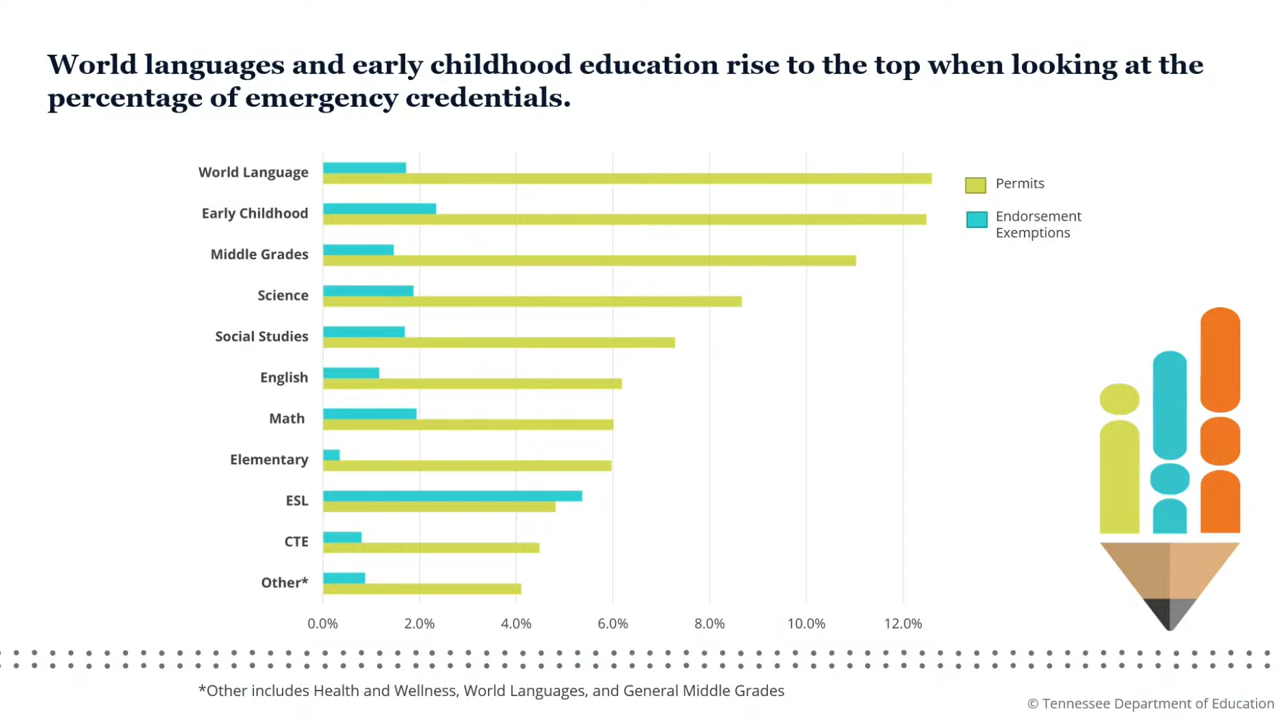 World languages and early childhood education rise to the top when looking at the
percentage of emergency credentials.
World Language
Early Childhood
Middle Grades
Science
Social Studies
English
Math
Elementary
ESL
CTE
Other*
0.0% 2.0% 4.0% 6.0% 8.0% 10.0% 12.0%
Permits
Endorsement
Exemptions
*Other includes Health and Wellness, World Languages, and General Middle Grades
© Tennessee Department of Education